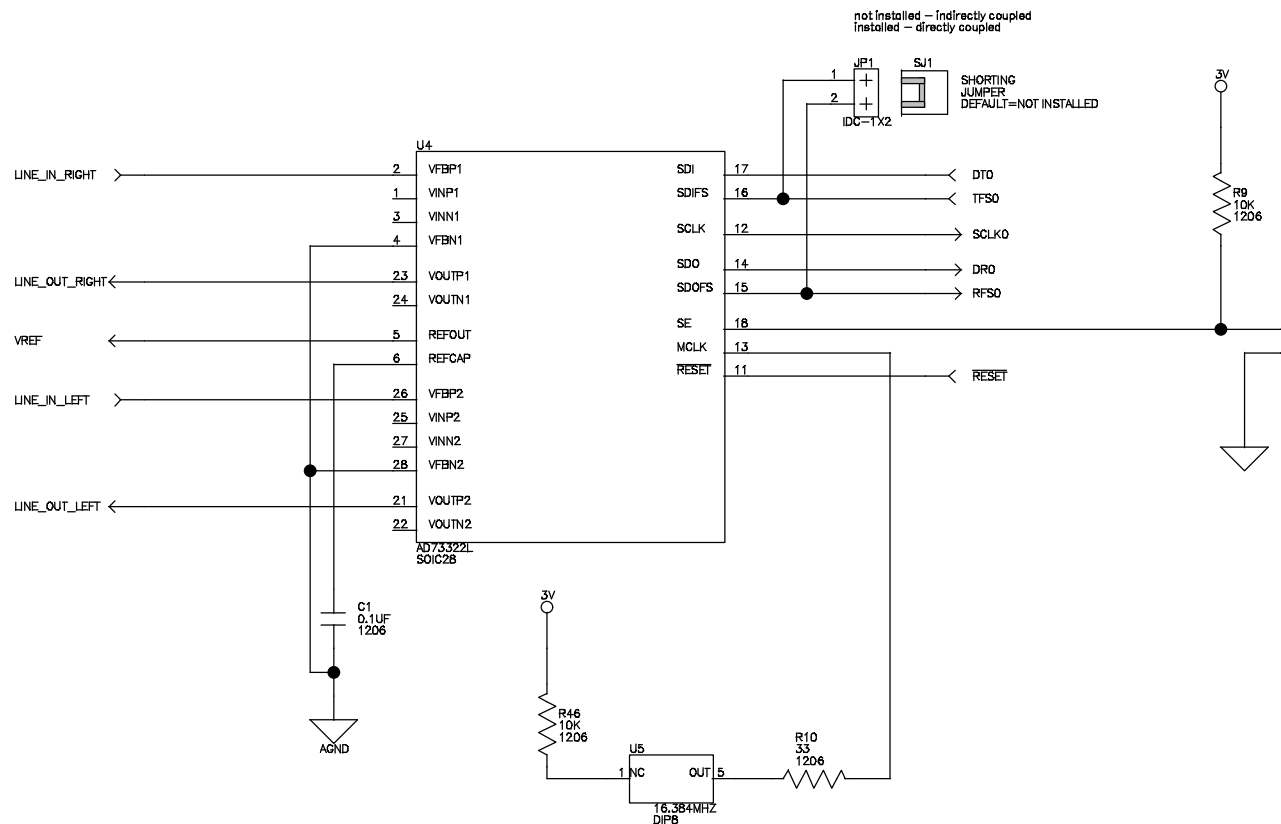 not installed – indirectly coupled
installed – directly coupled
JP1
SJ1
1
2
SHORTING
JUMPER
DEFAULT=NOT INSTALLED
IDC-1X2
3V
R9
10K
1206
U4
LINE_IN_RIGHT
2 VFBP1
1 VINP1
3 VINN1
4 VFBN1
LINE_OUT_RIGHT
23 VOUTP1
24 VOUTN1
VREF
5 REFOUT
6 REFCAP
LINE_IN_LEFT
26 VFBP2
25 VINP2
27 VINN2
28 VFBN2
LINE_OUT_LEFT
21 VOUTP2
22 VOUTN2
SDI 17 DT0
SDIFS 16 TFS0
SCLK 12 SCLK0
SDO 14 DR0
SDOFS 15 RFS0
SE 18
MCLK 13
RESET 11 RESET
AD73322L
SOIC28
C1
0.1UF
1206
AGND
3V
R46
10K
1206
U5
1 NC OUT 5
16.384MHZ
DIP8
R10
33
1206